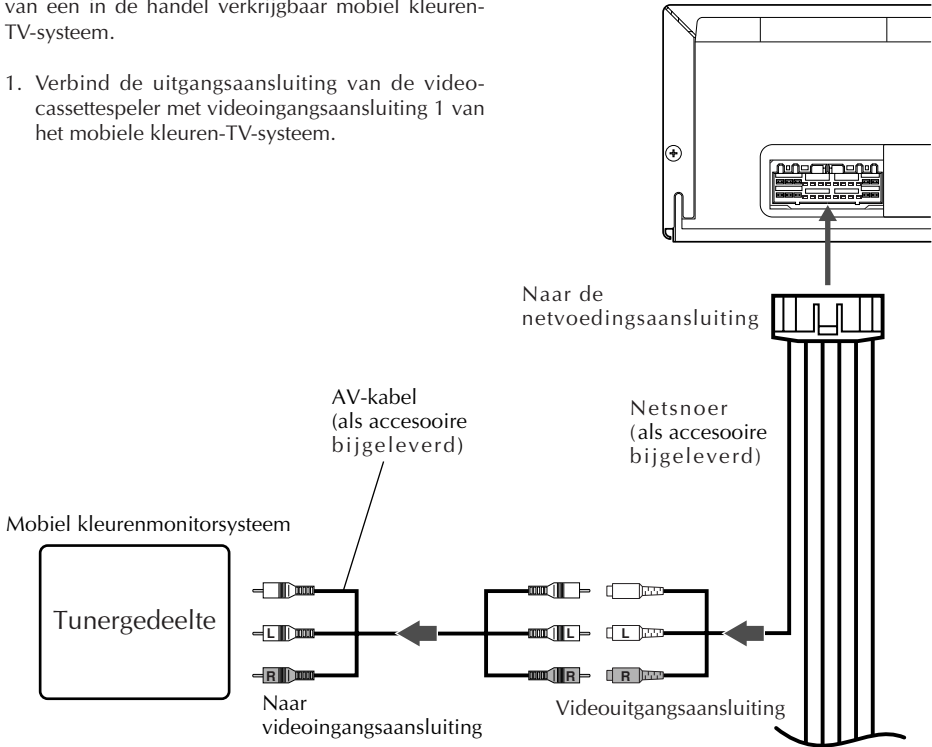 van een in de handel verkrijgbaar mobiel kleuren-
TV-systeem.
1. Verbind de uitgangsaansluiting van de video-
cassettespeler met videoingangsaansluiting 1 van
het mobiele kleuren-TV-systeem.
Naar de
netvoedingsaansluiting
AV-kabel
(als accesooire
bijgeleverd)
Netsnoer
(als accesooire
bijgeleverd)
Mobiel kleurenmonitorsysteem
Tunergedeelte
L
L
L
R
R
R
Naar
videoingangsaansluiting
Videouitgangsaansluiting